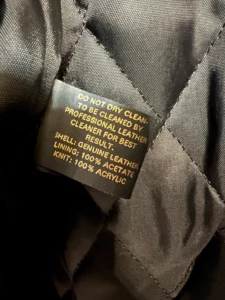 DO NOT DRY CLEAN-
TO BE CLEANED BY
PROFESSIONAL LEATHER
CLEANER FOR BEST
RESULT.
SHELL: GENUINE LEATHER
LINING: 100% ACETATE
KNIT: 100% ACRYLIC